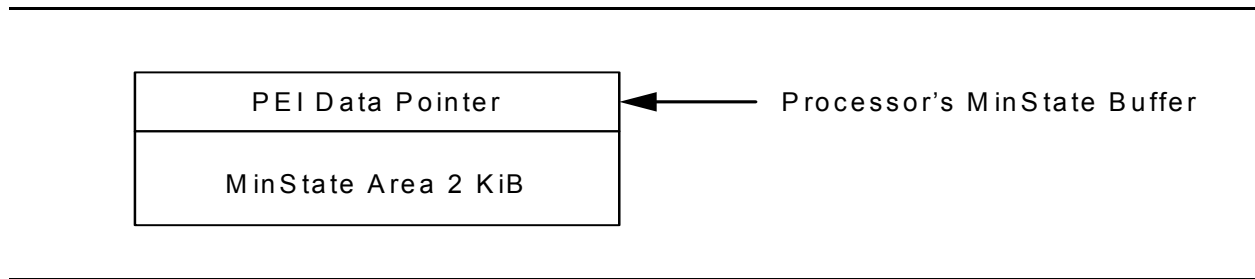 PEI Data Pointer
Processor's MinState Buffer
MinState Area 2 KiB